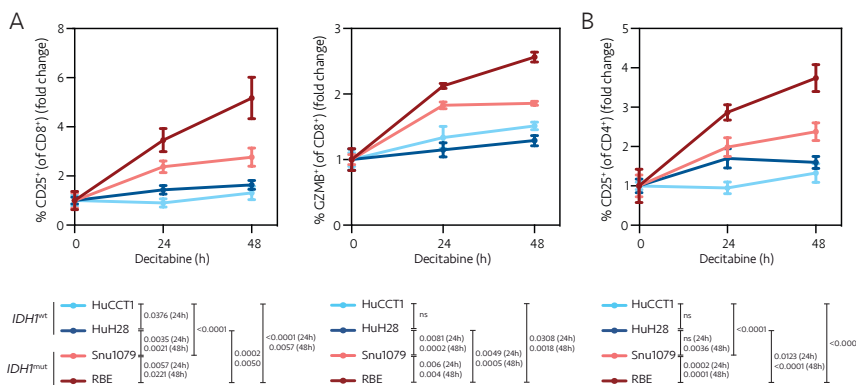 A
B
% CD25⁺ (of CD8⁺) (fold change)
8
6
4
2
0
0
24
48
Decitabine (h)
% GZMB⁺ (of CD8⁺) (fold change)
3
2
1
0
0
24
48
Decitabine (h)
% CD25⁺ (of CD4⁺) (fold change)
5
4
3
2
1
0
0
24
48
Decitabine (h)
IDH1ʷᵗ
IDH1ᵐᵘᵗ
HuCCT1
HuH28
Snu1079
RBE
0.0376 (24h)
0.0035 (24h)
0.0021 (48h)
0.0057 (24h)
0.0221 (48h)
<0.0001
0.0002
0.0050
<0.0001 (24h)
0.0057 (48h)
HuCCT1
HuH28
Snu1079
RBE
ns
0.0081 (24h)
0.0002 (48h)
0.006 (24h)
0.004 (48h)
0.0049 (24h)
0.0005 (48h)
0.0308 (24h)
0.0018 (48h)
HuCCT1
HuH28
Snu1079
RBE
ns
ns (24h)
0.0036 (48h)
0.0002 (24h)
0.0001 (48h)
<0.0001
0.0123 (24h)
<0.0001 (48h)